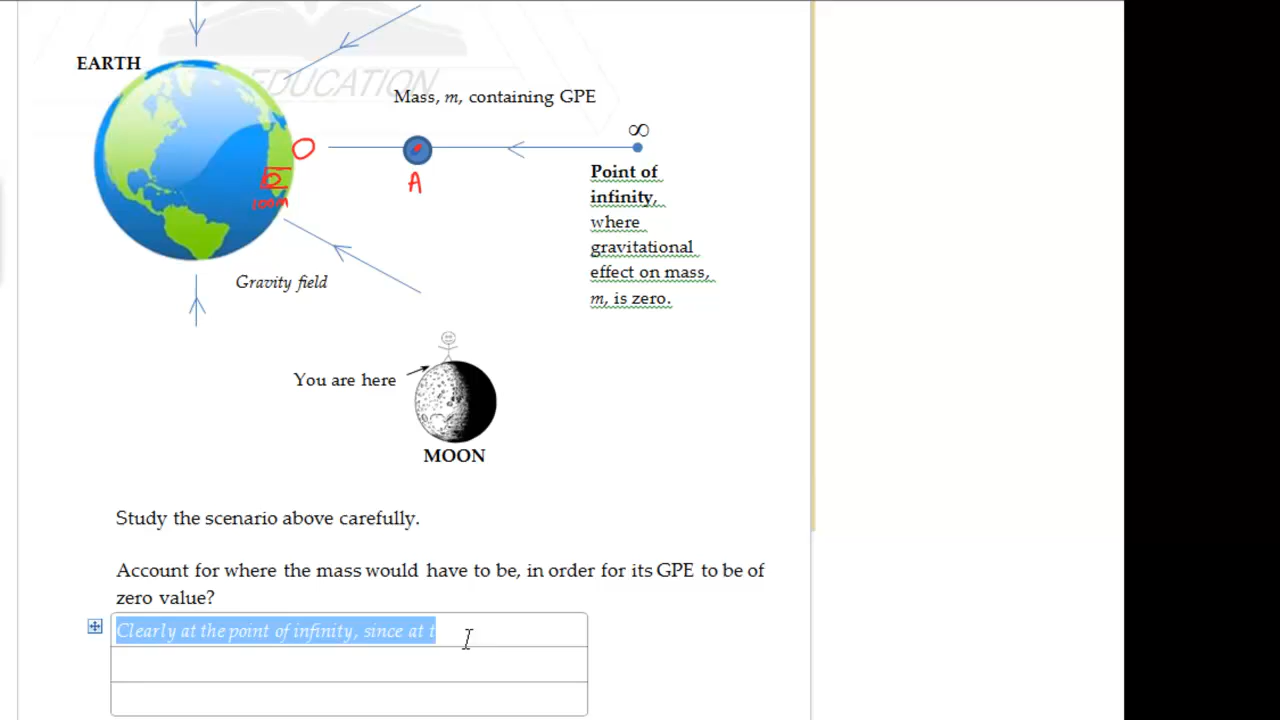 EDUCATION
EARTH
Mass, m, containing GPE
∞
O
A
100m
Point of
infinity,
where
gravitational
effect on mass,
m, is zero.
Gravity field
You are here
MOON
Study the scenario above carefully.
Account for where the mass would have to be, in order for its GPE to be of
zero value?
Clearly at the point of infinity, since at t